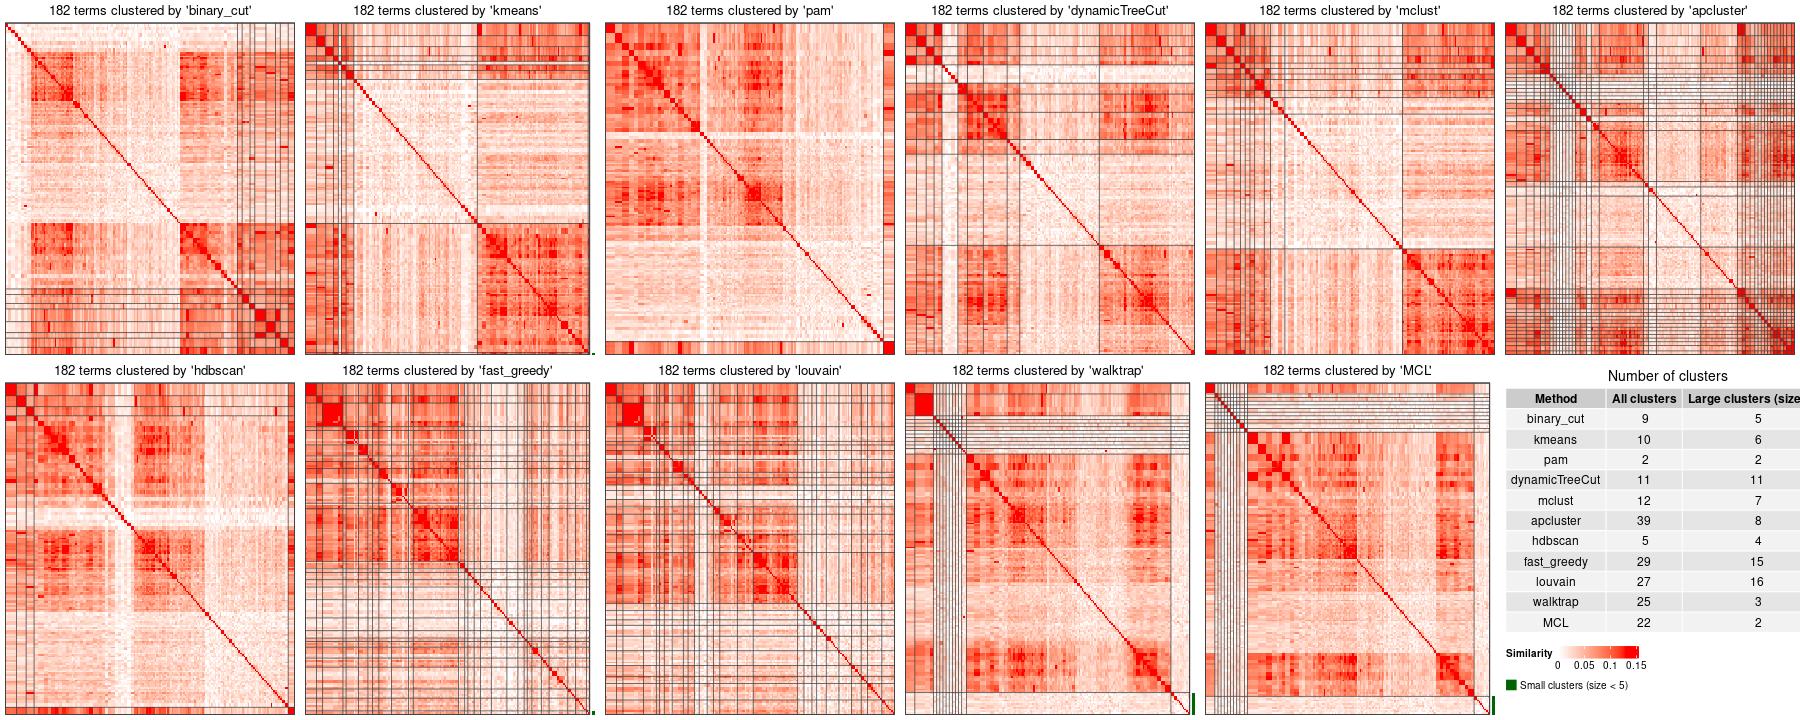 182 terms clustered by 'binary_cut'
182 terms clustered by 'kmeans'
182 terms clustered by 'pam'
182 terms clustered by 'dynamicTreeCut'
182 terms clustered by 'mclust'
182 terms clustered by 'apcluster'
182 terms clustered by 'hdbscan'
182 terms clustered by 'fast_greedy'
182 terms clustered by 'louvain'
182 terms clustered by 'walktrap'
182 terms clustered by 'MCL'
Number of clusters
Method All clusters Large clusters (size
binary_cut 9 5
kmeans 10 6
pam 2 2
dynamicTreeCut 11 11
mclust 12 7
apcluster 39 8
hdbscan 5 4
fast_greedy 29 15
louvain 27 16
walktrap 25 3
MCL 22 2
Similarity
0 0.05 0.1 0.15
Small clusters (size < 5)